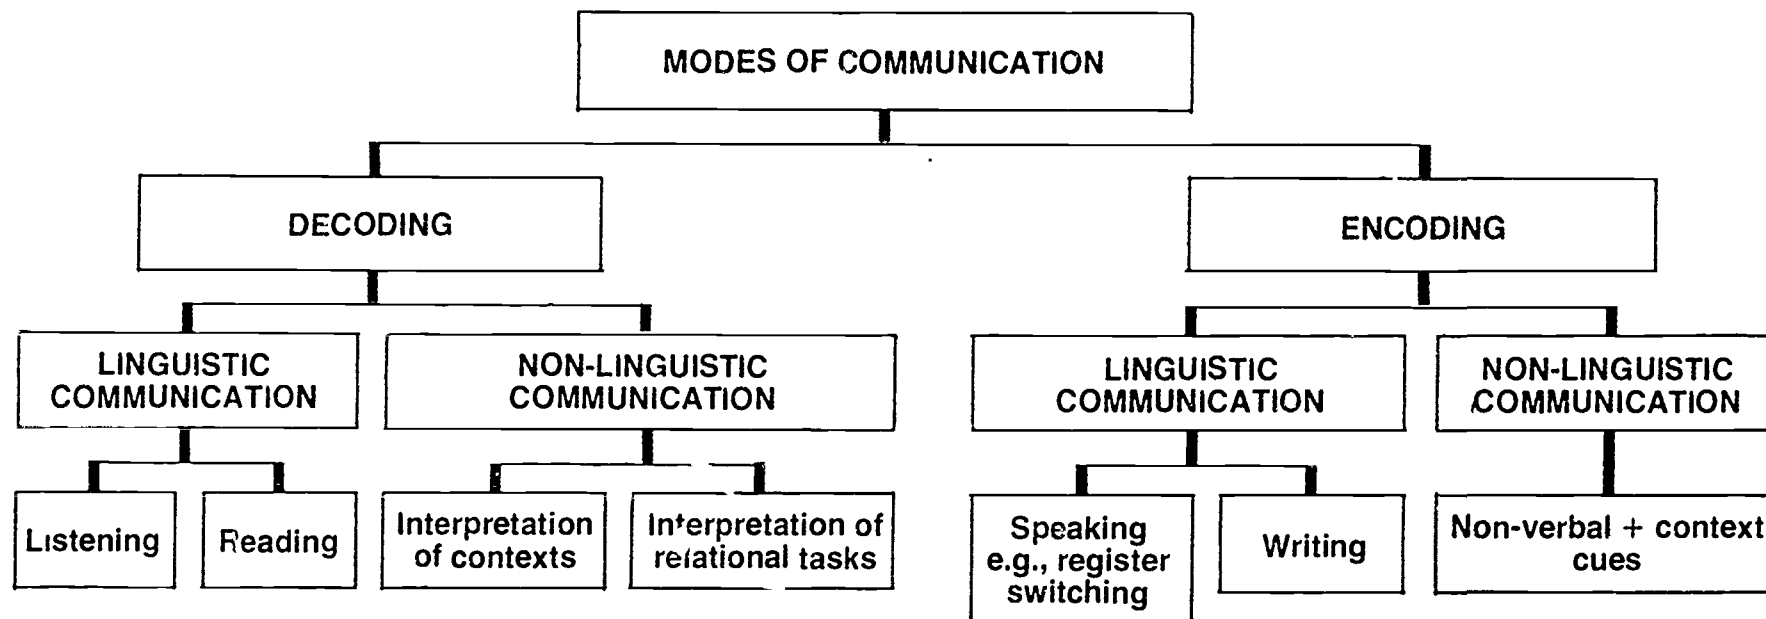 MODES OF COMMUNICATION
DECODING
ENCODING
LINGUISTIC
COMMUNICATION
NON-LINGUISTIC
COMMUNICATION
LINGUISTIC
COMMUNICATION
NON-LINGUISTIC
COMMUNICATION
Listening
Reading
Interpretation
of contexts
Interpretation of
relational tasks
Speaking
e.g., register
switching
Writing
Non-verbal + context
cues